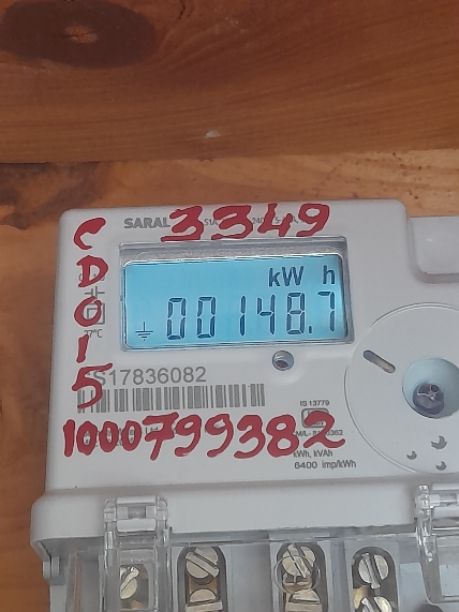 SARAL 3349
CD015
kW h
00148.7
S17836082
1000799382
IS 13779
kWh, kVAh
6400 imp/kWh